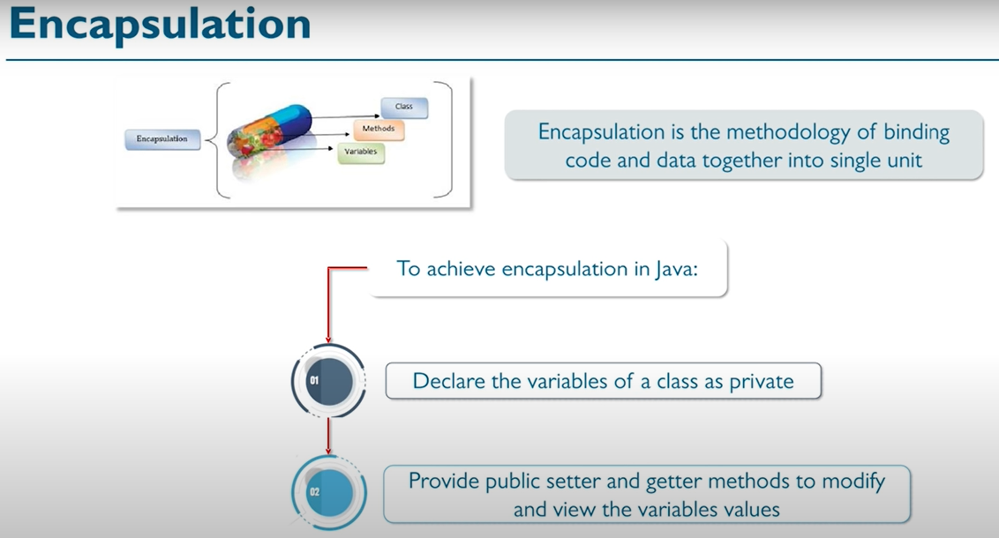 Encapsulation
Encapsulation
Class
Methods
Variables
Encapsulation is the methodology of binding
code and data together into single unit
To achieve encapsulation in Java:
01
Declare the variables of a class as private
02
Provide public setter and getter methods to modify
and view the variables values